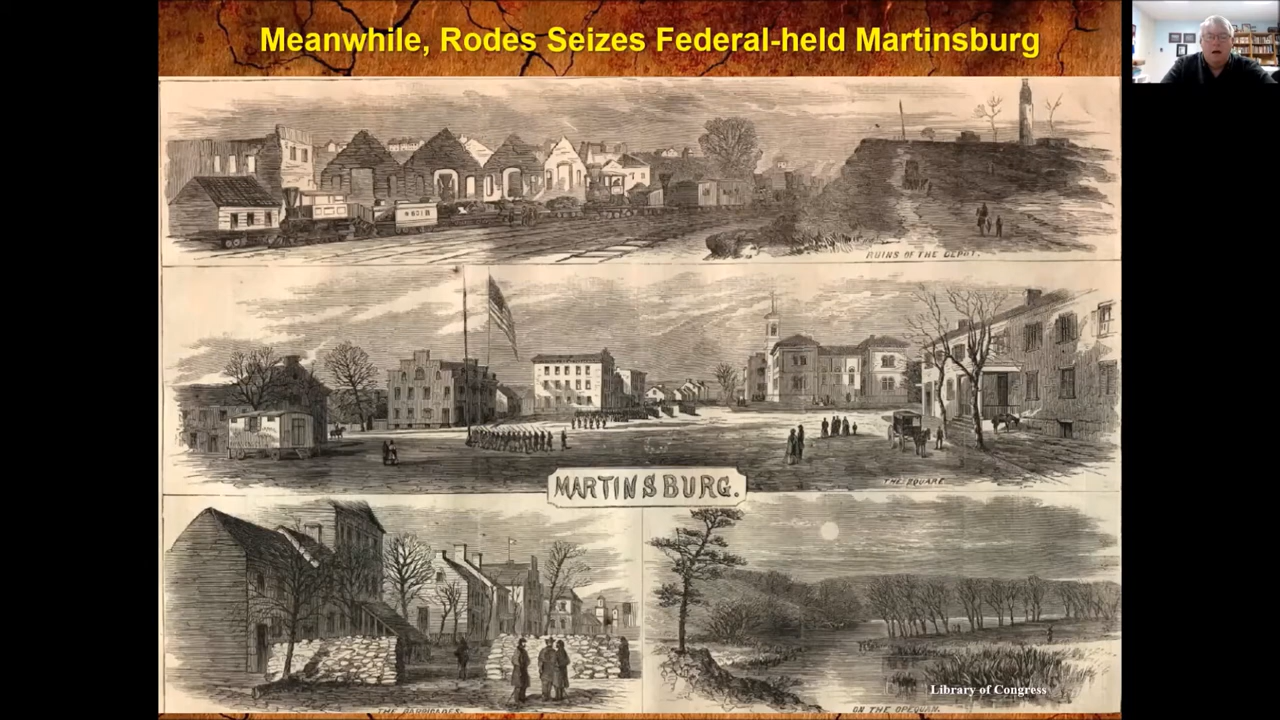 Meanwhile, Rodes Seizes Federal-held Martinsburg
RUINS OF THE DEPOT.
THE SQUARE
MARTINSBURG.
THE BARRICADES.
ON THE OPEQUAN.
Library of Congress